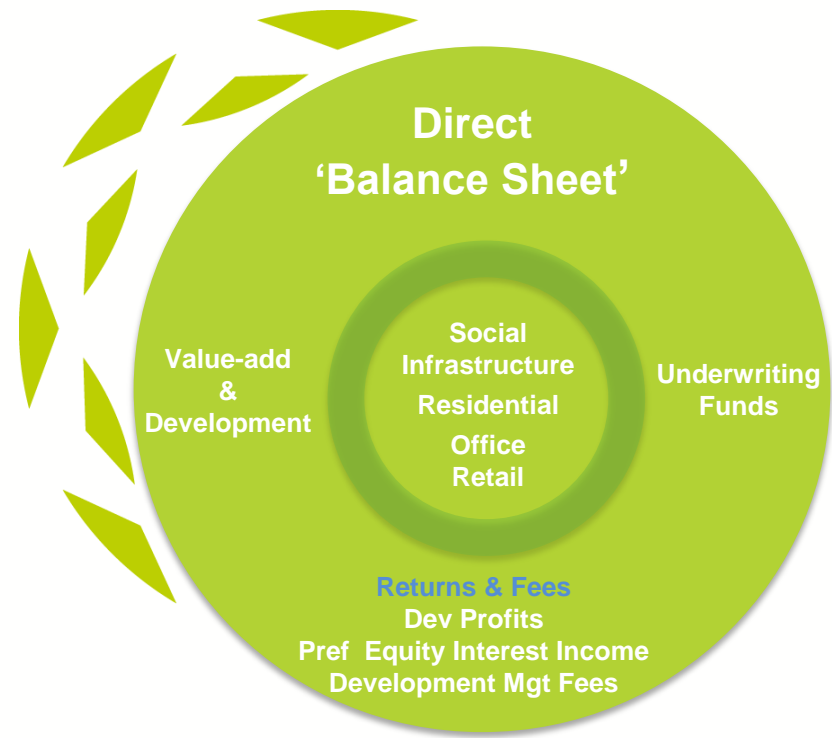 Direct
‘Balance Sheet’
Value-add
&
Development
Social
Infrastructure
Residential
Office
Retail
Underwriting
Funds
Returns & Fees
Dev Profits
Pref Equity Interest Income
Development Mgt Fees